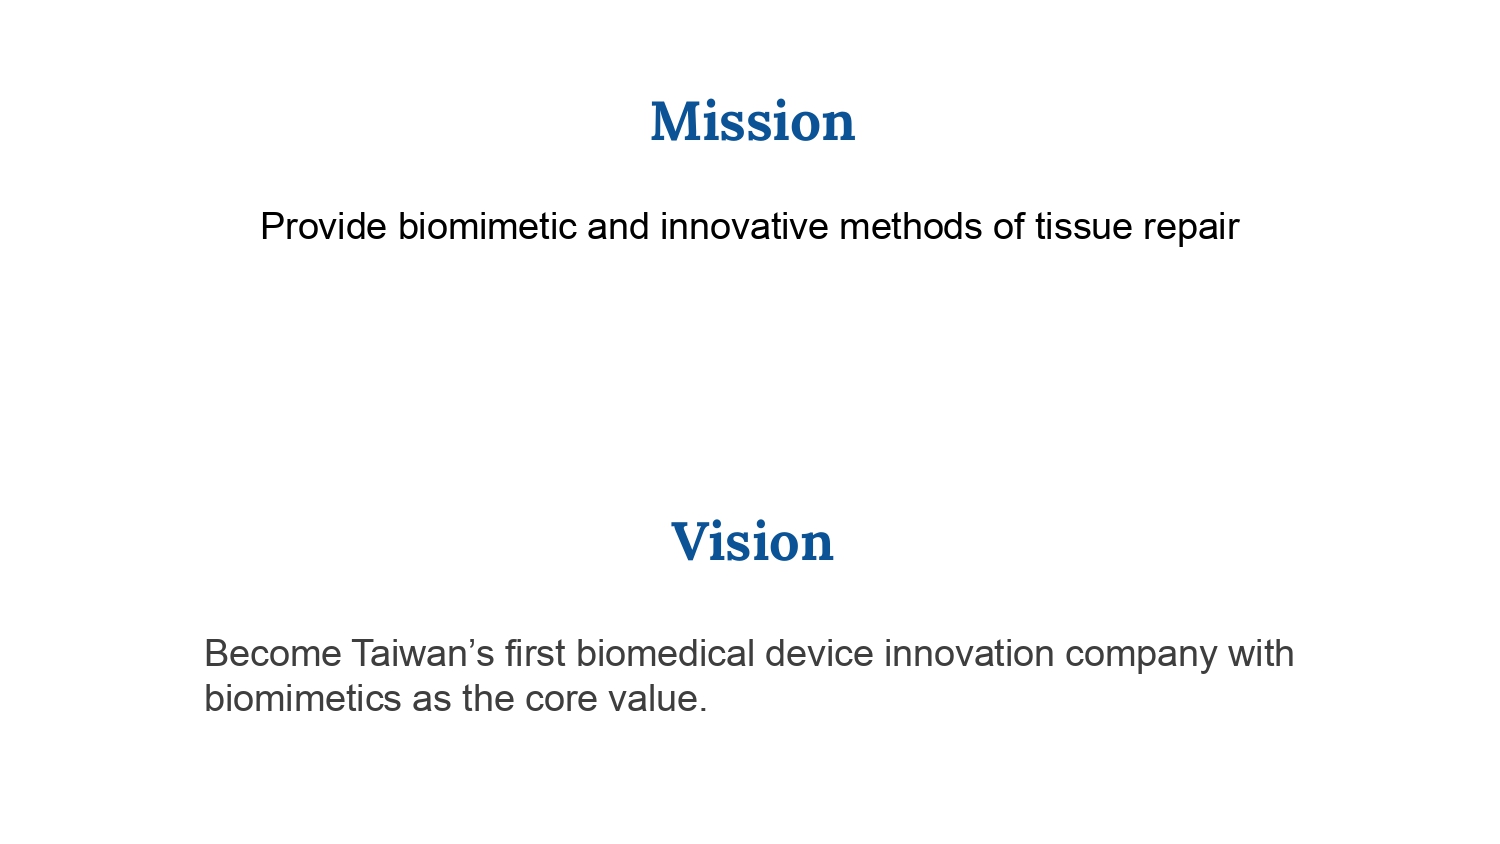 Mission
Provide biomimetic and innovative methods of tissue repair
Vision
Become Taiwan’s first biomedical device innovation company with
biomimetics as the core value.